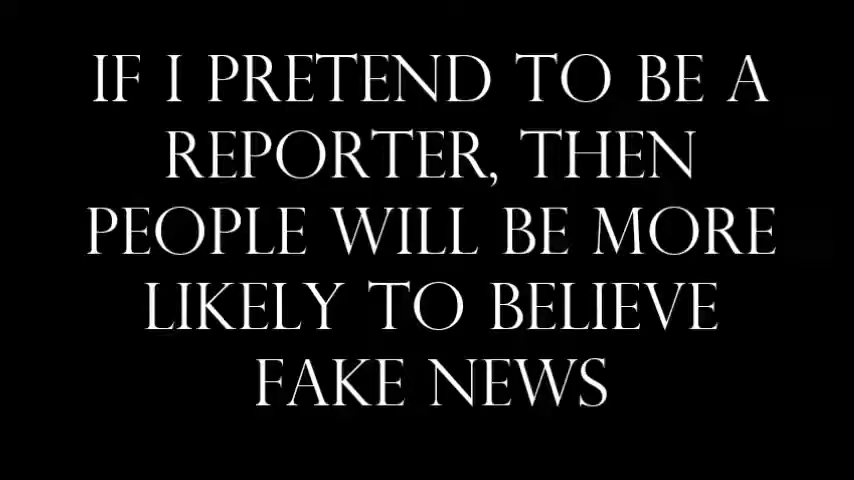 IF I PRETEND TO BE A
REPORTER, THEN
PEOPLE WILL BE MORE
LIKELY TO BELIEVE
FAKE NEWS